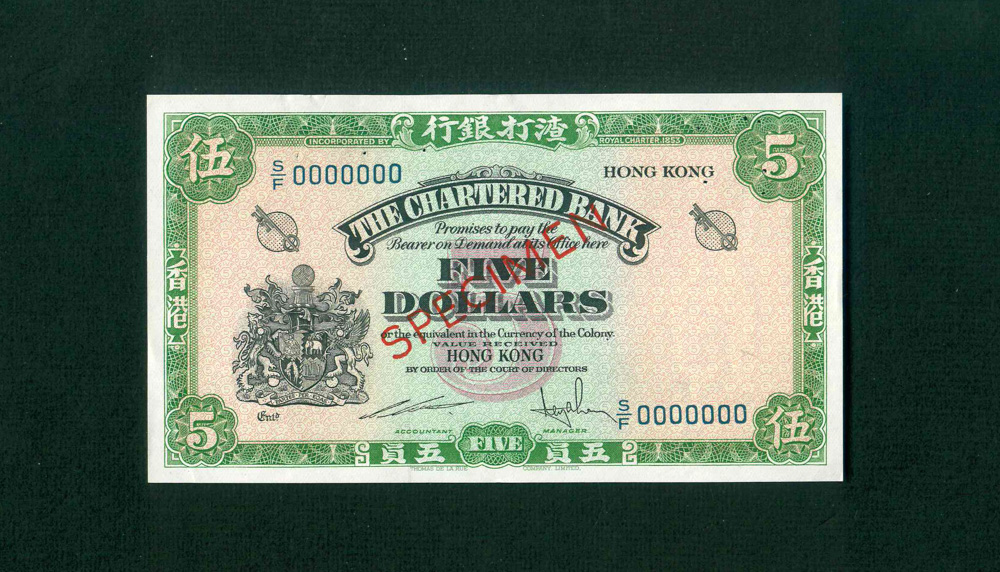 行銀打渣
INCORPORATED BY ROYAL CHARTER.1853.
伍
5
S/F 0000000
HONG KONG
THE CHARTERED BANK
Promises to pay the
Bearer on Demand at its Office here
FIVE
DOLLARS
SPECIMEN
or the equivalent in the Currency of the Colony.
VALUE RECEIVED
HONG KONG
BY ORDER OF THE COURT OF DIRECTORS
香港
香港
Entd
S/F 0000000
ACCOUNTANT
MANAGER
5
員五
FIVE
員五
伍
THOMAS DE LA RUE COMPANY, LIMITED.